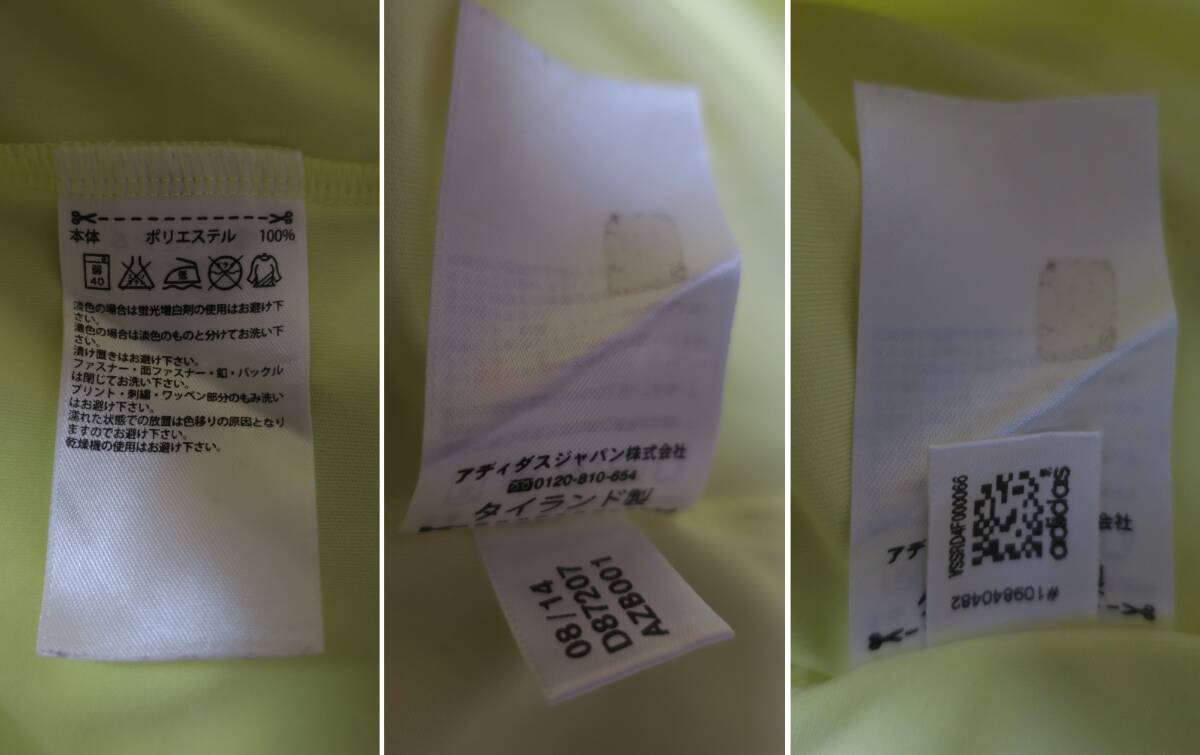 本体 ポリエステル 100%
弱
40
淡色の場合は蛍光増白剤の使用はお避け下
さい。
濃色の場合は淡色のものと分けてお洗い下
さい。
漬け置きはお避け下さい。
ファスナー・面ファスナー・釦・バックル
は閉じてお洗い下さい。
プリント・刺繍・ワッペン部分のもみ洗い
はお避け下さい。
濡れた状態での放置は色移りの原因となり
ますのでお避け下さい。
乾燥機の使用はお避け下さい。
アディダスジャパン株式会社
0120-810-654
タイランド製
08/14
D87207
AZB001
YSSRD4F000066
adidas
#109840482
アデ
会社